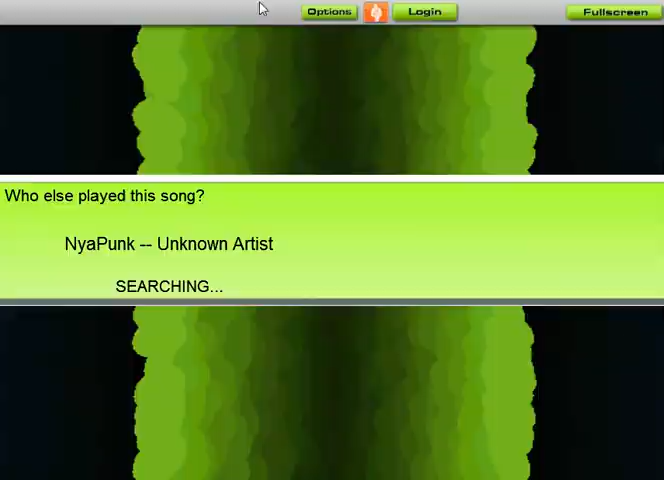 Options
Login
Fullscreen
Who else played this song?
NyaPunk -- Unknown Artist
SEARCHING...